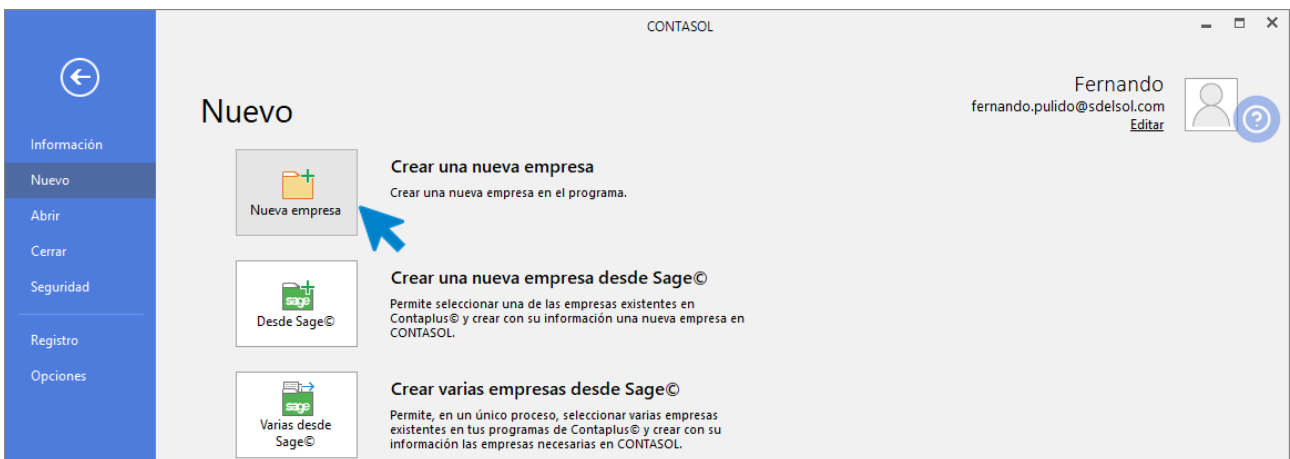 CONTASOL
Fernando
fernando.pulido@sdelsol.com
Editar
Nuevo
Información
Nuevo
Abrir
Cerrar
Seguridad
Registro
Opciones
Nueva empresa
Crear una nueva empresa
Crear una nueva empresa en el programa.
sage
Desde Sage©
Crear una nueva empresa desde Sage©
Permite seleccionar una de las empresas existentes en
Contaplus© y crear con su información una nueva empresa en
CONTASOL.
sage
Varias desde
Sage©
Crear varias empresas desde Sage©
Permite, en un único proceso, seleccionar varias empresas
existentes en tus programas de Contaplus© y crear con su
información las empresas necesarias en CONTASOL.